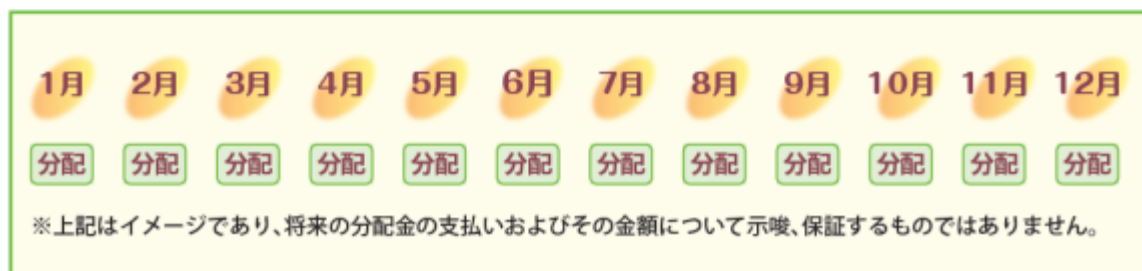 1月 2月 3月 4月 5月 6月 7月 8月 9月 10月 11月 12月
分配 分配 分配 分配 分配 分配 分配 分配 分配 分配 分配 分配
※上記はイメージであり、将来の分配金の支払いおよびその金額について示唆、保証するものではありません。